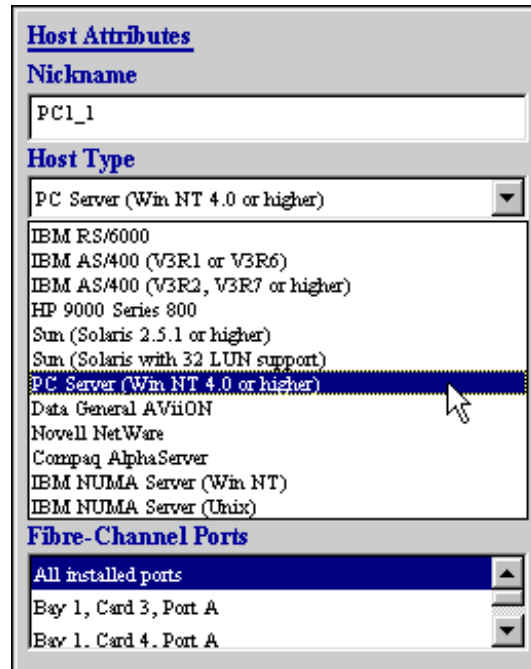 Host Attributes
Nickname
PC1_1
Host Type
PC Server (Win NT 4.0 or higher)
IBM RS/6000
IBM AS/400 (V3R1 or V3R6)
IBM AS/400 (V3R2, V3R7 or higher)
HP 9000 Series 800
Sun (Solaris 2.5.1 or higher)
Sun (Solaris with 32 LUN support)
PC Server (Win NT 4.0 or higher)
Data General AViiON
Novell NetWare
Compaq AlphaServer
IBM NUMA Server (Win NT)
IBM NUMA Server (Unix)
Fibre-Channel Ports
All installed ports
Bay 1, Card 3, Port A
Bay 1, Card 4, Port A